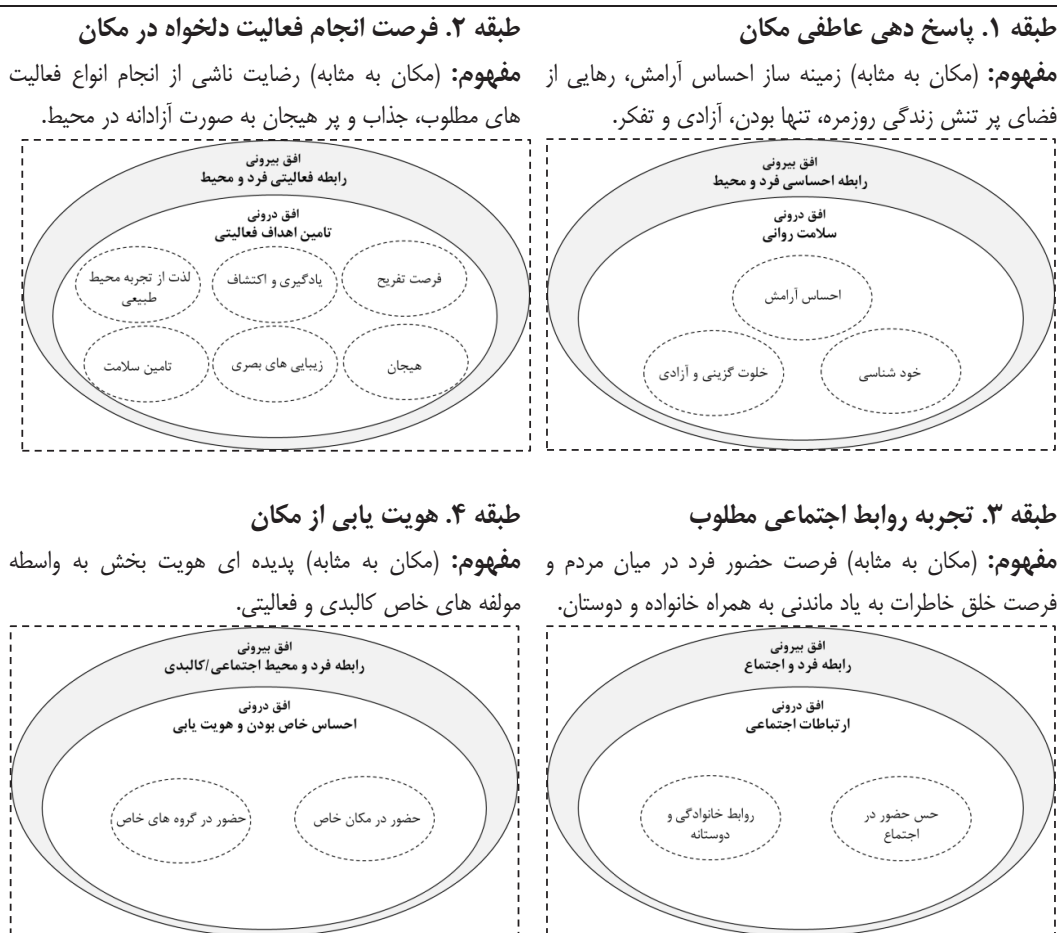 طبقه ۱. پاسخ دهی عاطفی مکان
مفهوم: (مکان به مثابه) زمینه ساز احساس آرامش، رهایی از
فضای پر تنش زندگی روزمره، تنها بودن، آزادی و تفکر.
افق بیرونی
رابطه احساسی فرد و محیط
افق درونی
سلامت روانی
احساس آرامش
خود شناسی
خلوت گزینی و آزادی
طبقه ۲. فرصت انجام فعالیت دلخواه در مکان
مفهوم: (مکان به مثابه) رضایت ناشی از انجام انواع فعالیت
های مطلوب، جذاب و پر هیجان به صورت آزادانه در محیط.
افق بیرونی
رابطه فعالیتی فرد و محیط
افق درونی
تامین اهداف فعالیتی
فرصت تفریح
یادگیری و اکتشاف
لذت از تجربه محیط
طبیعی
هیجان
زیبایی های بصری
تامین سلامت
طبقه ۳. تجربه روابط اجتماعی مطلوب
مفهوم: (مکان به مثابه) فرصت حضور فرد در میان مردم و
فرصت خلق خاطرات به یاد ماندنی به همراه خانواده و دوستان.
افق بیرونی
رابطه فرد و اجتماع
افق درونی
ارتباطات اجتماعی
حس حضور در
اجتماع
روابط خانوادگی و
دوستانه
طبقه ۴. هویت یابی از مکان
مفهوم: (مکان به مثابه) پدیده ای هویت بخش به واسطه
مولفه های خاص کالبدی و فعالیتی.
افق بیرونی
رابطه فرد و محیط اجتماعی/کالبدی
افق درونی
احساس خاص بودن و هویت یابی
حضور در مکان خاص
حضور در گروه های خاص